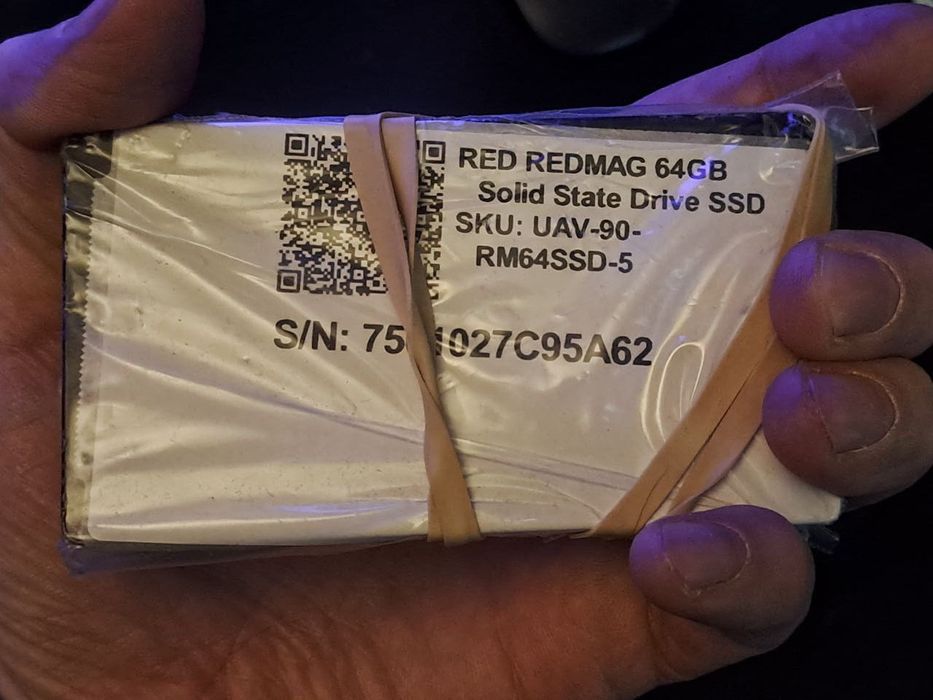 RED REDMAG 64GB
Solid State Drive SSD
SKU: UAV-90-
RM64SSD-5
S/N: